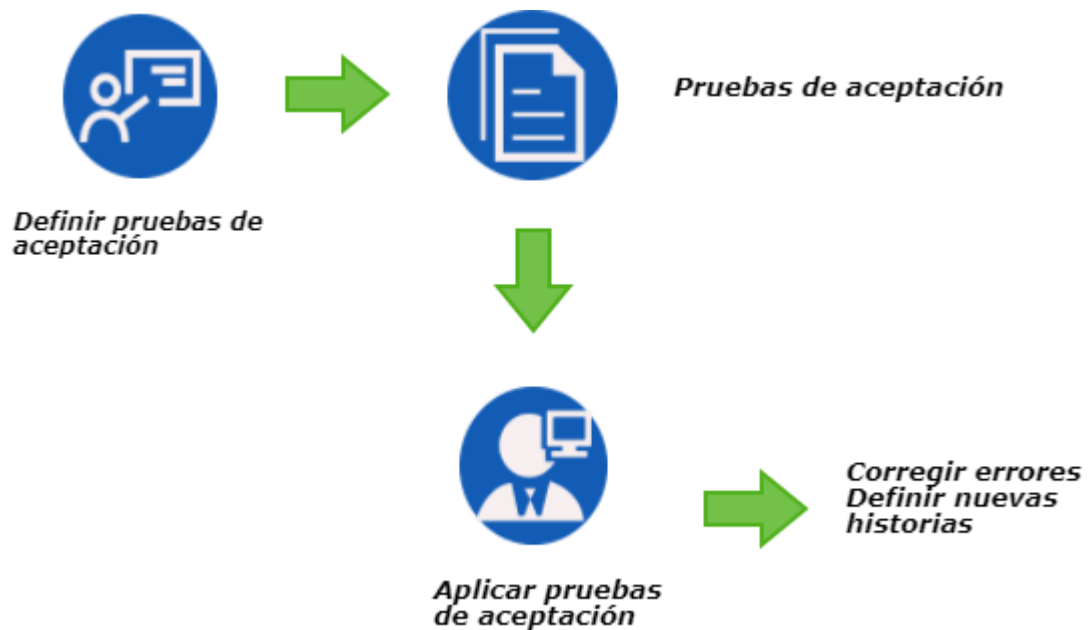 Pruebas de aceptación
Definir pruebas de
aceptación
Corregir errores
Definir nuevas
historias
Aplicar pruebas
de aceptación